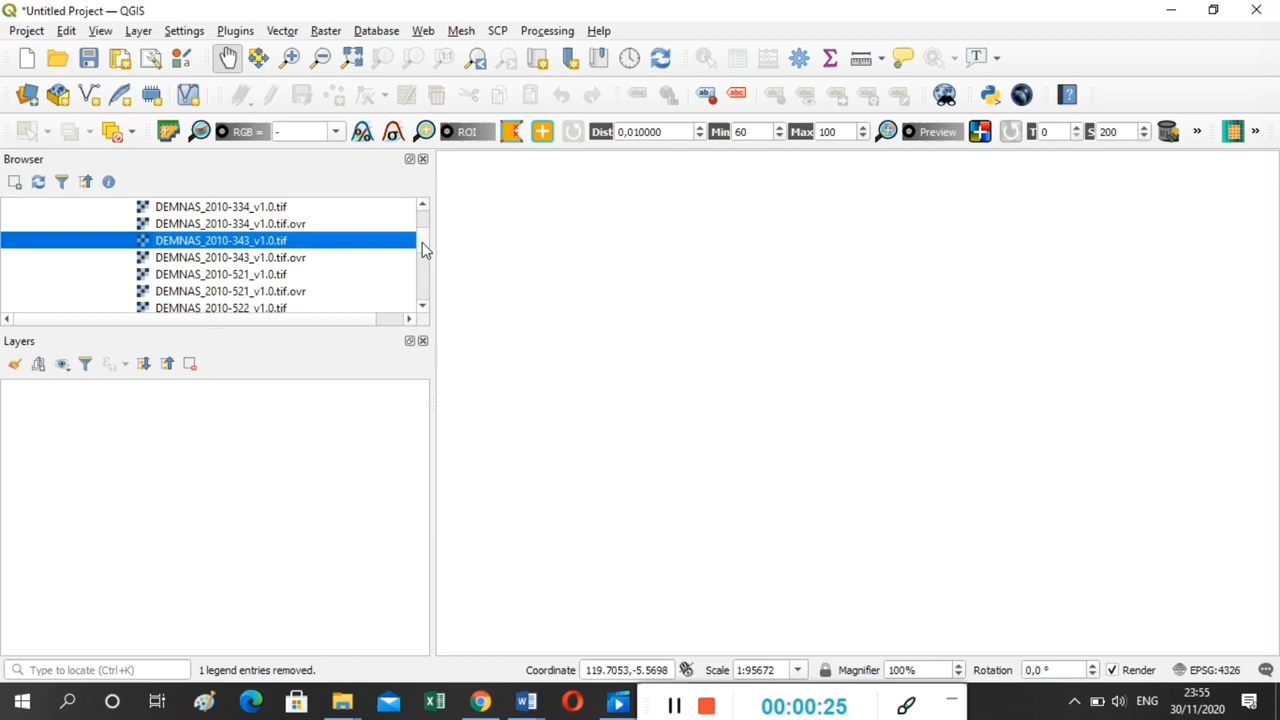 *Untitled Project — QGIS
Project Edit View Layer Settings Plugins Vector Raster Database Web Mesh SCP Processing Help
RGB = - ROI Dist 0,010000 Min 60 Max 100 Preview T 0 S 200 » »
Browser
DEMNAS_2010-334_v1.0.tif
DEMNAS_2010-334_v1.0.tif.ovr
DEMNAS_2010-343_v1.0.tif
DEMNAS_2010-343_v1.0.tif.ovr
DEMNAS_2010-521_v1.0.tif
DEMNAS_2010-521_v1.0.tif.ovr
DEMNAS_2010-522_v1.0.tif
Layers
Type to locate (Ctrl+K) 1 legend entries removed. Coordinate 119.7053,-5.5698 Scale 1:95672 Magnifier 100% Rotation 0,0 ° Render EPSG:4326
00:00:25 ENG 23:55
30/11/2020